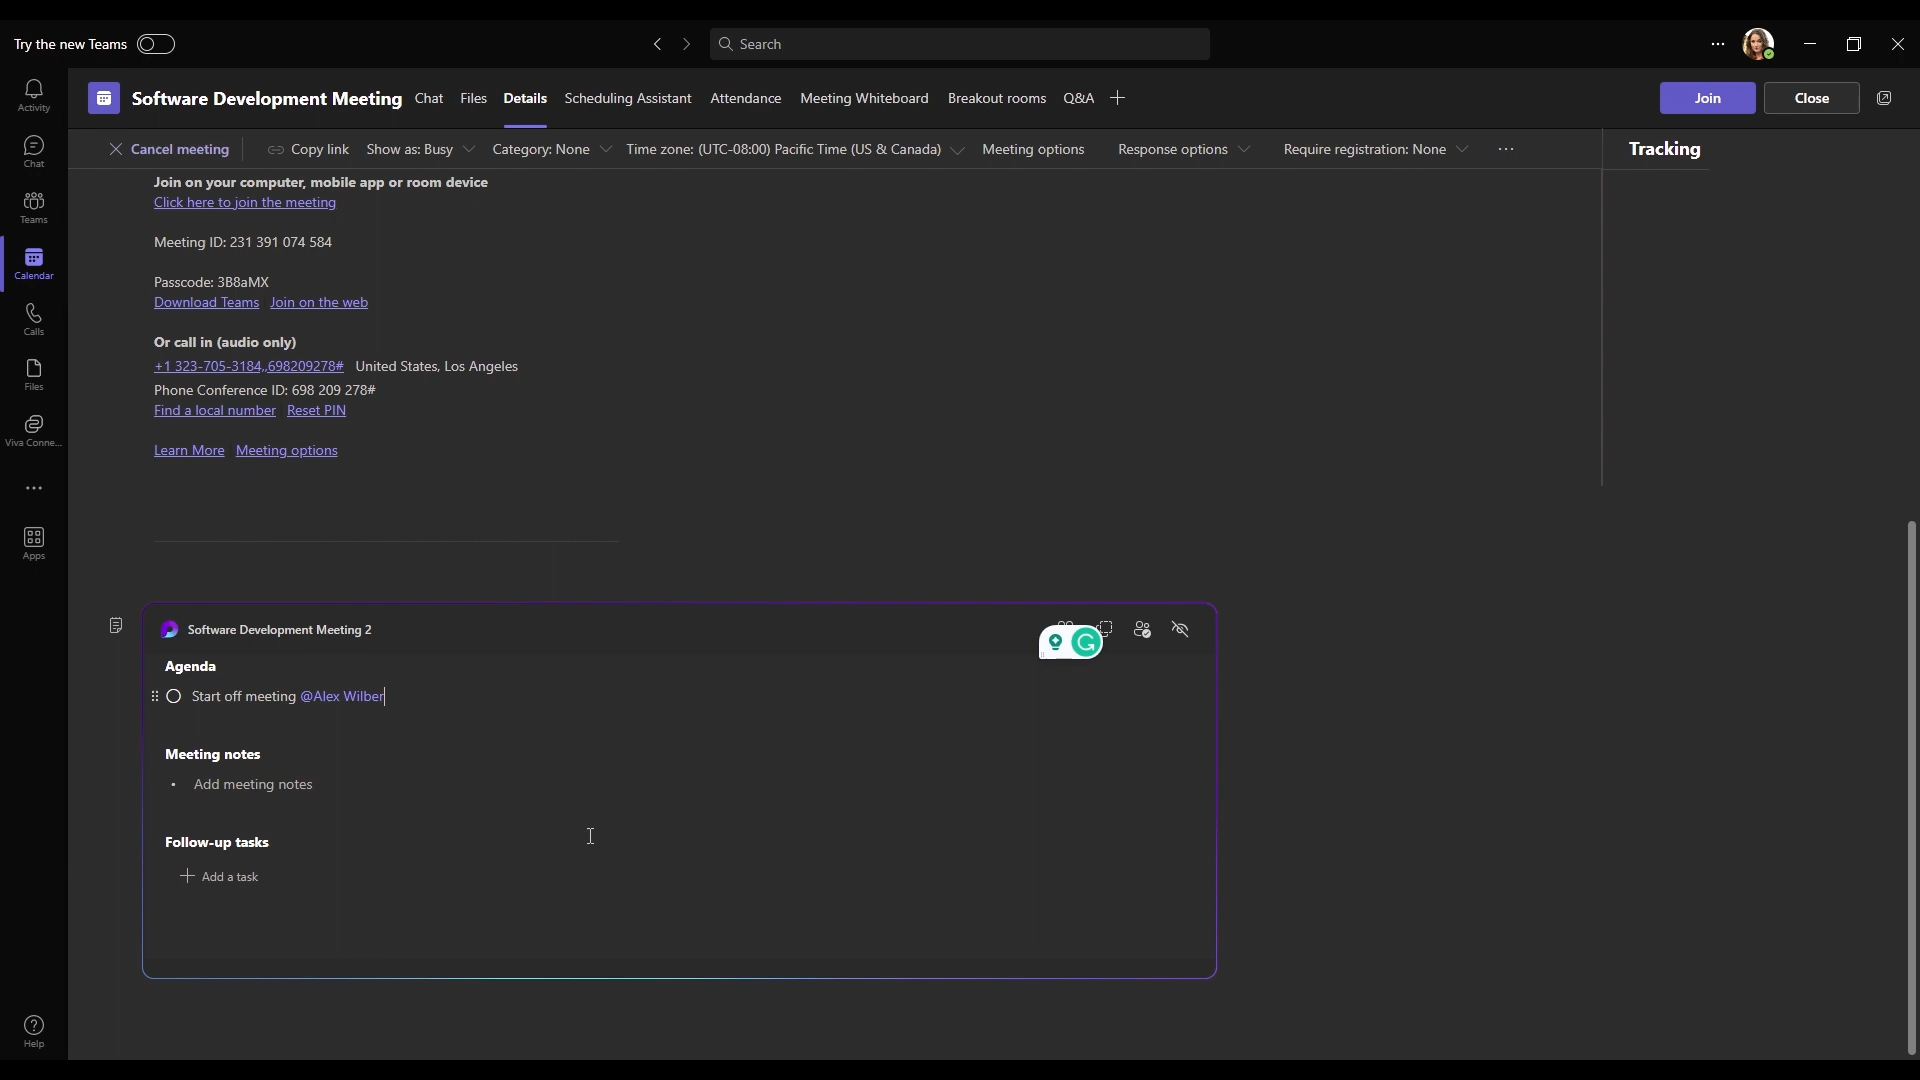 Try the new Teams
Search
Activity
Chat
Teams
Calendar
Calls
Files
Viva Conne...
Apps
Help
Software Development Meeting Chat Files Details Scheduling Assistant Attendance Meeting Whiteboard Breakout rooms Q&A
Join Close
Cancel meeting Copy link Show as: Busy Category: None Time zone: (UTC-08:00) Pacific Time (US & Canada) Meeting options Response options Require registration: None ...
Tracking
Join on your computer, mobile app or room device
Click here to join the meeting
Meeting ID: 231 391 074 584
Passcode: 3B8aMX
Download Teams Join on the web
Or call in (audio only)
+1 323-705-3184,,698209278# United States, Los Angeles
Phone Conference ID: 698 209 278#
Find a local number Reset PIN
Learn More Meeting options
Software Development Meeting 2
Agenda
Start off meeting @Alex Wilber
Meeting notes
• Add meeting notes
Follow-up tasks
Add a task